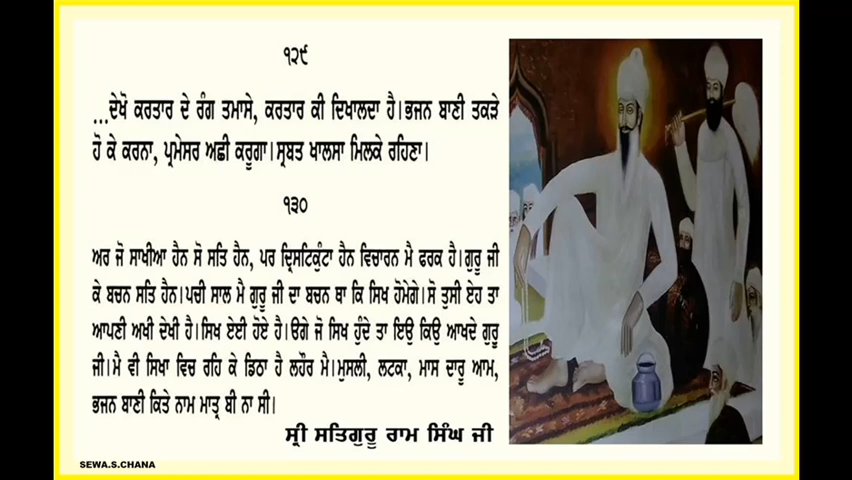 ੧੨੯
...ਦੇਖੋ ਕਰਤਾਰ ਦੇ ਰੰਗ ਤਮਾਸੇ, ਕਰਤਾਰ ਕੀ ਦਿਖਾਲਦਾ ਹੈ।ਭਜਨ ਬਾਣੀ ਤਕੜੇ
ਹੋ ਕੇ ਕਰਨਾ, ਪ੍ਰਮੇਸਰ ਅਛੀ ਕਰੂਗਾ।ਸ੍ਰਬਤ ਖਾਲਸਾ ਮਿਲਕੇ ਰਹਿਣਾ।
੧੩੦
ਅਰ ਜੋ ਸਾਖੀਆ ਹੈਨ ਸੋ ਸਤਿ ਹੈਨ, ਪਰ ਦ੍ਰਿਸਟਿਕੁੰਟਾ ਹੈਨ ਵਿਚਾਰਨ ਮੈ ਫਰਕ ਹੈ।ਗੁਰੂ ਜੀ
ਕੇ ਬਚਨ ਸਤਿ ਹੈਨ।ਪਚੀ ਸਾਲ ਮੈ ਗੁਰੂ ਜੀ ਦਾ ਬਚਨ ਥਾ ਕਿ ਸਿਖ ਹੋਮੇਗੇ।ਸੋ ਤੁਸੀ ਏਹ ਤਾ
ਆਪਣੀ ਅਖੀ ਦੇਖੀ ਹੈ।ਸਿਖ ਏਈ ਹੋਏ ਹੈ।ਓਗੇ ਜੋ ਸਿਖ ਹੁੰਦੇ ਤਾ ਇਉ ਕਿਉ ਆਖਦੇ ਗੁਰੂ
ਜੀ।ਮੈ ਵੀ ਸਿਖਾ ਵਿਚ ਰਹਿ ਕੇ ਡਿਠਾ ਹੈ ਲਹੌਰ ਮੈ।ਮੁਸਲੀ, ਲਟਕਾ, ਮਾਸ ਦਾਰੂ ਆਮ,
ਭਜਨ ਬਾਣੀ ਕਿਤੇ ਨਾਮ ਮਾਤ੍ਰ ਬੀ ਨਾ ਸੀ।
ਸ੍ਰੀ ਸਤਿਗੁਰੂ ਰਾਮ ਸਿੰਘ ਜੀ
SEWA.S.CHANA